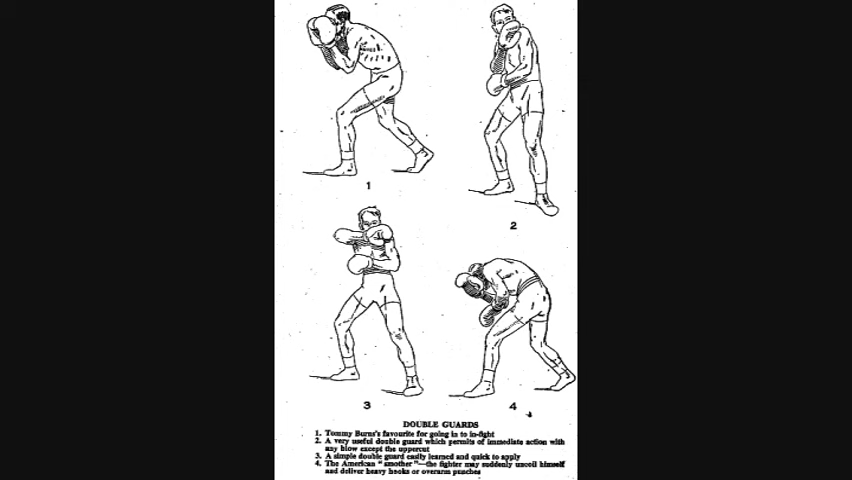 1
2
3
4
DOUBLE GUARDS
1. Tommy Burns's favourite for going in to in-fight
2. A very useful double guard which permits of immediate action with
any blow except the uppercut
3. A simple double guard easily learned and quick to apply
4. The American "smother"—the fighter may suddenly uncoil himself
and deliver heavy hooks or overarm punches